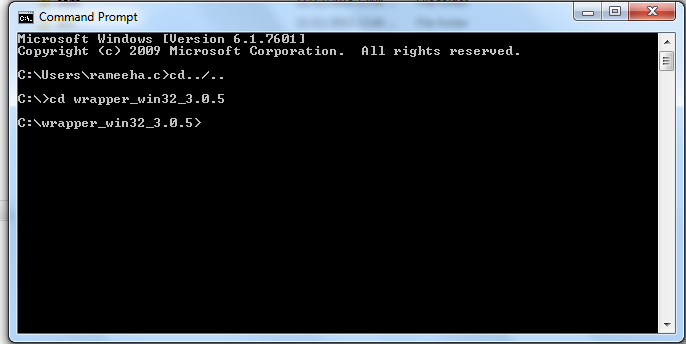 Command Prompt
Microsoft Windows [Version 6.1.7601]
Copyright (c) 2009 Microsoft Corporation.  All rights reserved.
C:\Users\rameeha.c>cd../..
C:\>cd wrapper_win32_3.0.5
C:\wrapper_win32_3.0.5>